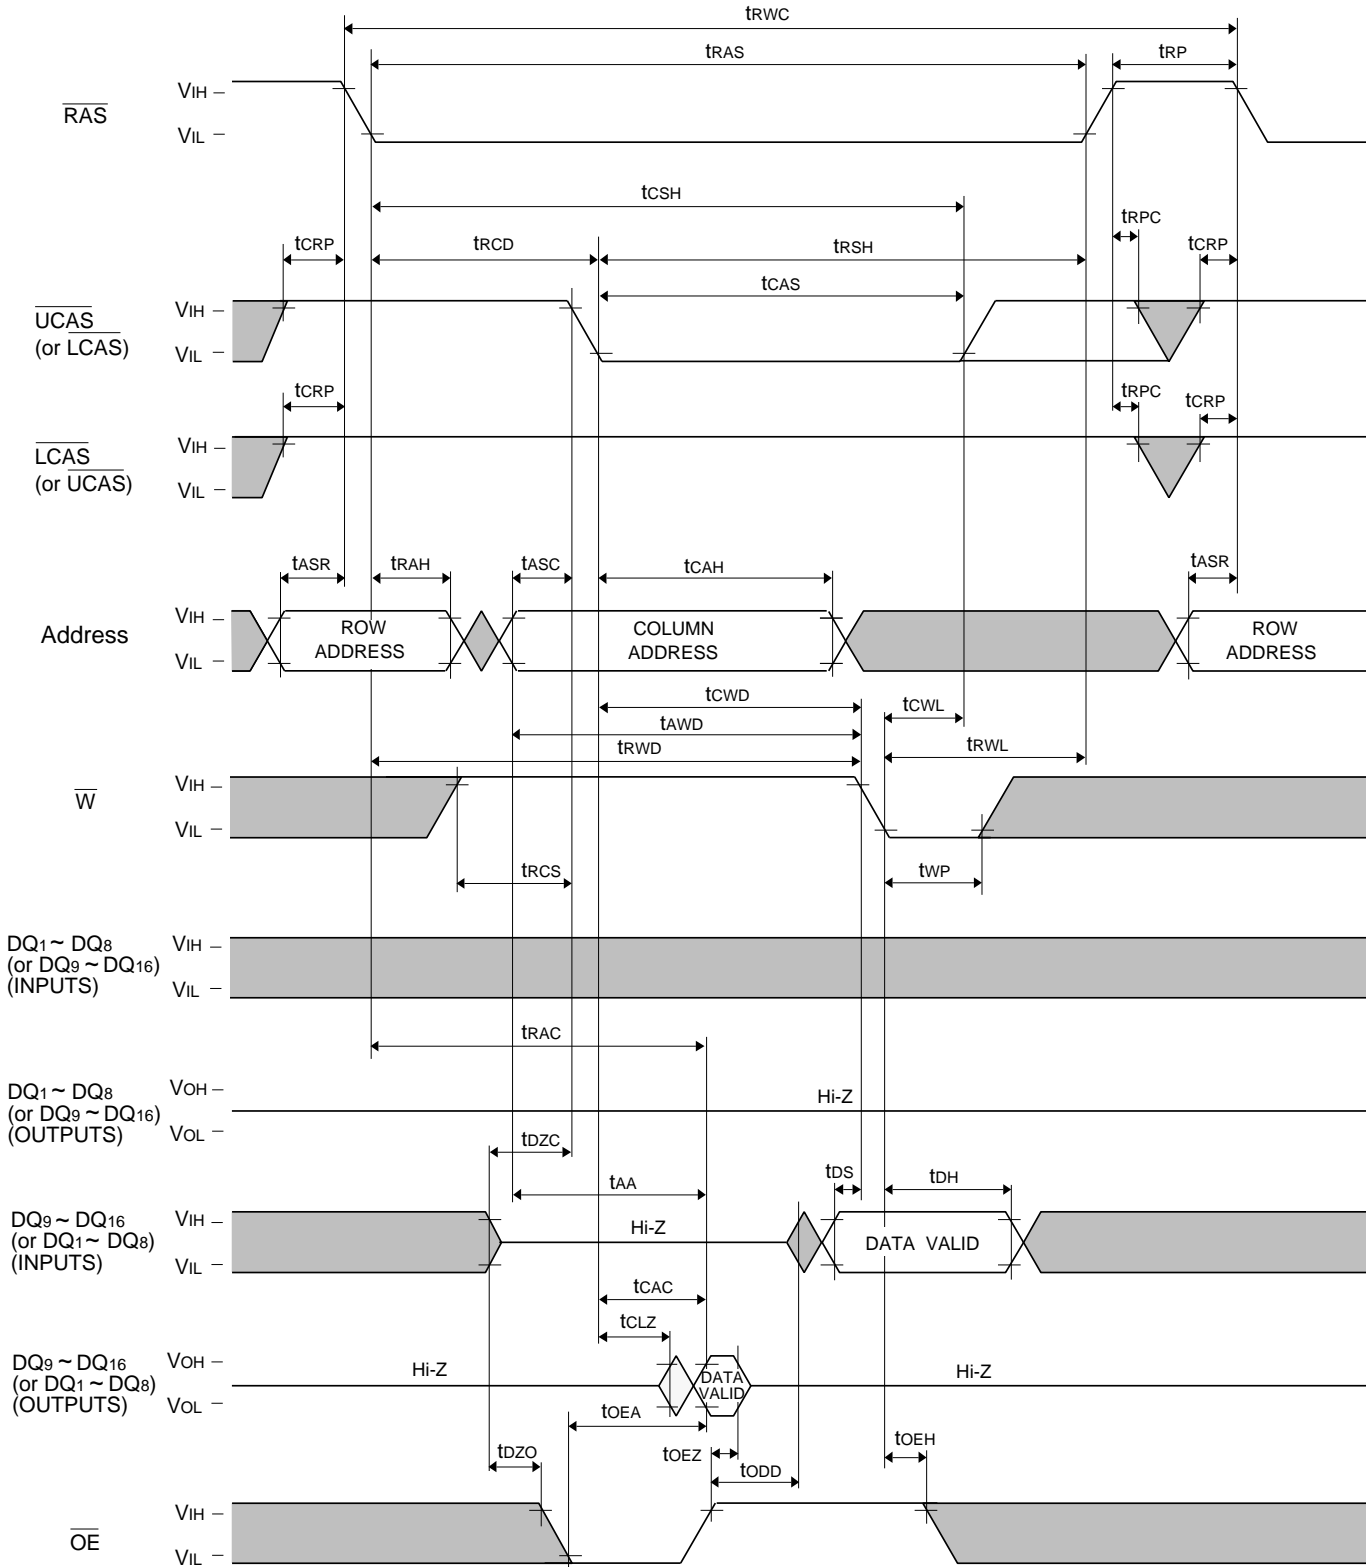 tRWC
tRAS
tRP
RAS
VIH
VIL
tCSH
tRPC
tCRP
tRCD
tRSH
tCRP
tCAS
UCAS
(or LCAS)
VIH
VIL
tCRP
tRPC
tCRP
LCAS
(or UCAS)
VIH
VIL
tASR
tRAH
tASC
tCAH
tASR
Address
VIH
VIL
ROW
ADDRESS
COLUMN
ADDRESS
ROW
ADDRESS
tCWD
tCWL
tAWD
tRWD
tRWL
W
VIH
VIL
tRCS
tWP
DQ1 ~ DQ8
(or DQ9 ~ DQ16)
(INPUTS)
VIH
VIL
tRAC
DQ1 ~ DQ8
(or DQ9 ~ DQ16)
(OUTPUTS)
VOH
VOL
Hi-Z
tDZC
tAA
tDS
tDH
DQ9 ~ DQ16
(or DQ1 ~ DQ8)
(INPUTS)
VIH
VIL
Hi-Z
DATA VALID
tCAC
tCLZ
DQ9 ~ DQ16
(or DQ1 ~ DQ8)
(OUTPUTS)
VOH
VOL
Hi-Z
DATA
VALID
Hi-Z
tOEA
tDZO
tOEZ
tODD
tOEH
OE
VIH
VIL